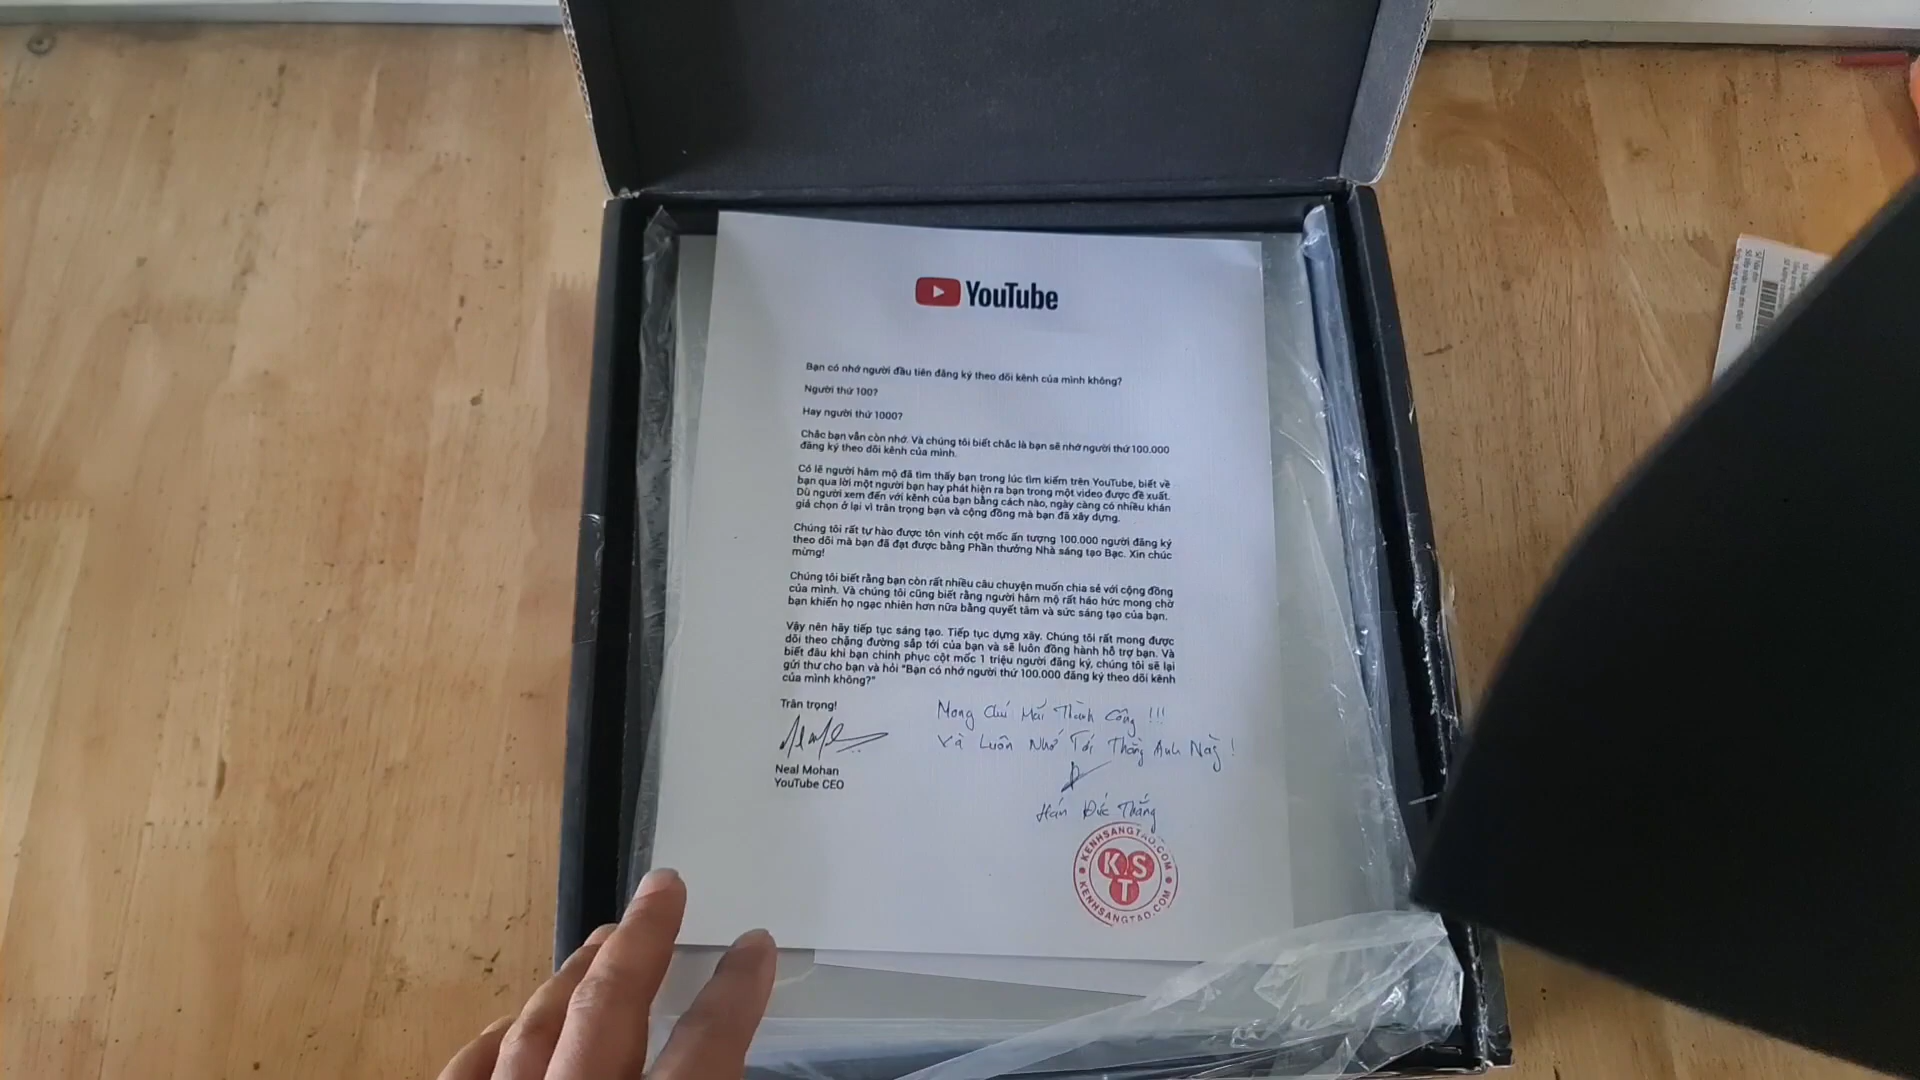 YouTube
Bạn có nhớ người đầu tiên đăng ký theo dõi kênh của mình không?
Người thứ 100?
Hay người thứ 1000?
Chắc bạn vẫn còn nhớ. Và chúng tôi biết chắc là bạn sẽ nhớ người thứ 100.000
đăng ký theo dõi kênh của mình.
Có lẽ người hâm mộ đã tìm thấy bạn trong lúc tìm kiếm trên YouTube, biết về
bạn qua lời một người bạn hay phát hiện ra bạn trong một video được đề xuất.
Dù người xem đến với kênh của bạn bằng cách nào, ngày càng có nhiều khán
giả chọn ở lại vì trân trọng bạn và cộng đồng mà bạn đã xây dựng.
Chúng tôi rất tự hào được tôn vinh cột mốc ấn tượng 100.000 người đăng ký
theo dõi mà bạn đã đạt được bằng Phần thưởng Nhà sáng tạo Bạc. Xin chúc
mừng!
Chúng tôi biết rằng bạn còn rất nhiều câu chuyện muốn chia sẻ với cộng đồng
của mình. Và chúng tôi cũng biết rằng người hâm mộ rất háo hức mong chờ
bạn khiến họ ngạc nhiên hơn nữa bằng quyết tâm và sức sáng tạo của bạn.
Vậy nên hãy tiếp tục sáng tạo. Tiếp tục dựng xây. Chúng tôi rất mong được
dõi theo chặng đường sắp tới của bạn và sẽ luôn đồng hành hỗ trợ bạn. Và
biết đâu khi bạn chinh phục cột mốc 1 triệu người đăng ký, chúng tôi sẽ lại
gửi thư cho bạn và hỏi "Bạn có nhớ người thứ 100.000 đăng ký theo dõi kênh
của mình không?"
Trân trọng!
Neal Mohan
YouTube CEO
Mong Chú Mãi Thành Công !!!
Và Luôn Nhớ Tới Thằng Anh Này !
Hán Đức Thắng
KENHSANGTAO.COM
KST
KENHSANGTAO.COM